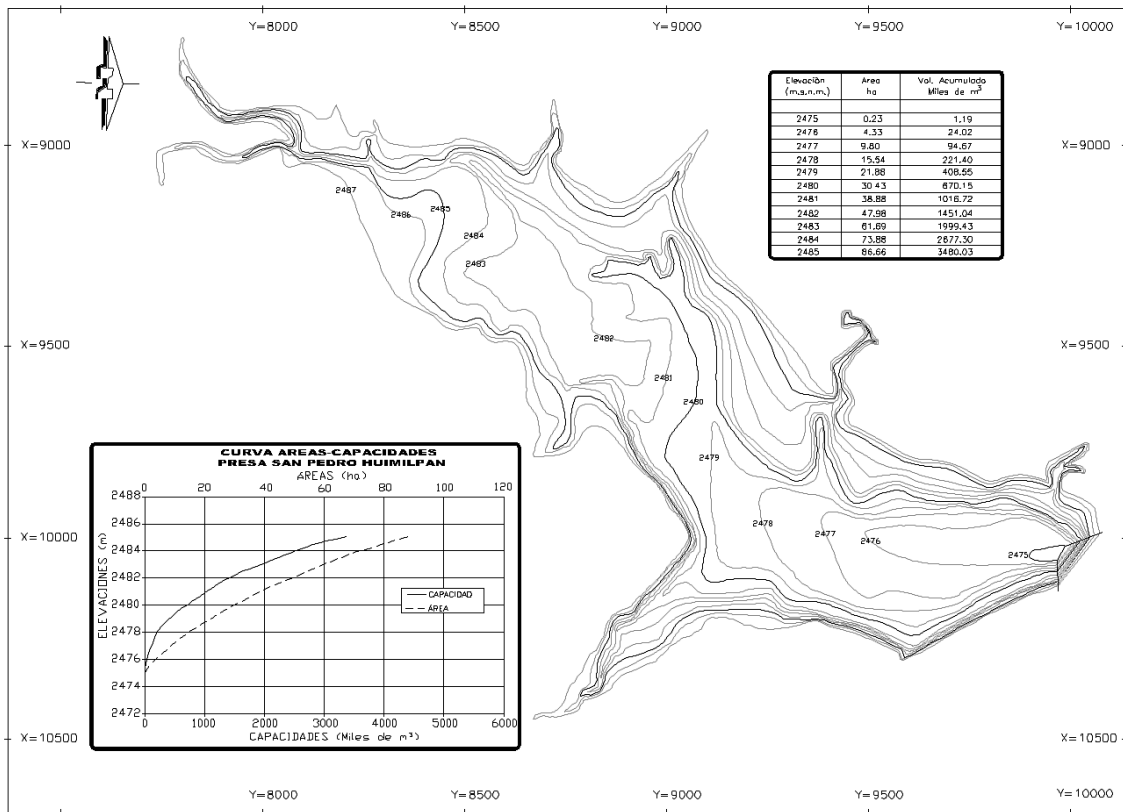 Y=8000 Y=8500 Y=9000 Y=9500 Y=10000
Elevación Area Vol. Acumulado
(m.s.n.m.) ha Miles de m³
2475 0.23 1.19
2476 4.33 24.02
2477 9.80 94.67
2478 15.54 221.40
2479 21.88 408.55
2480 30.43 670.15
2481 38.88 1016.72
2482 47.98 1451.04
2483 61.69 1999.43
2484 73.88 2677.30
2485 86.66 3480.03
X=9000 X=9000
2487
2486
2485
2484
2483
X=9500 X=9500
2482
2481
2480
2479
2478
2477
2476
2475
CURVA AREAS-CAPACIDADES
PRESA SAN PEDRO HUIMILPAN
AREAS (ha)
0 20 40 60 80 100 120
2488
2486
2484
2482
2480
2478
2476
2474
2472
ELEVACIONES (m)
CAPACIDAD
ÁREA
0 1000 2000 3000 4000 5000 6000
CAPACIDADES (Miles de m³)
X=10000 X=10000
X=10500 X=10500
Y=8000 Y=8500 Y=9000 Y=9500 Y=10000